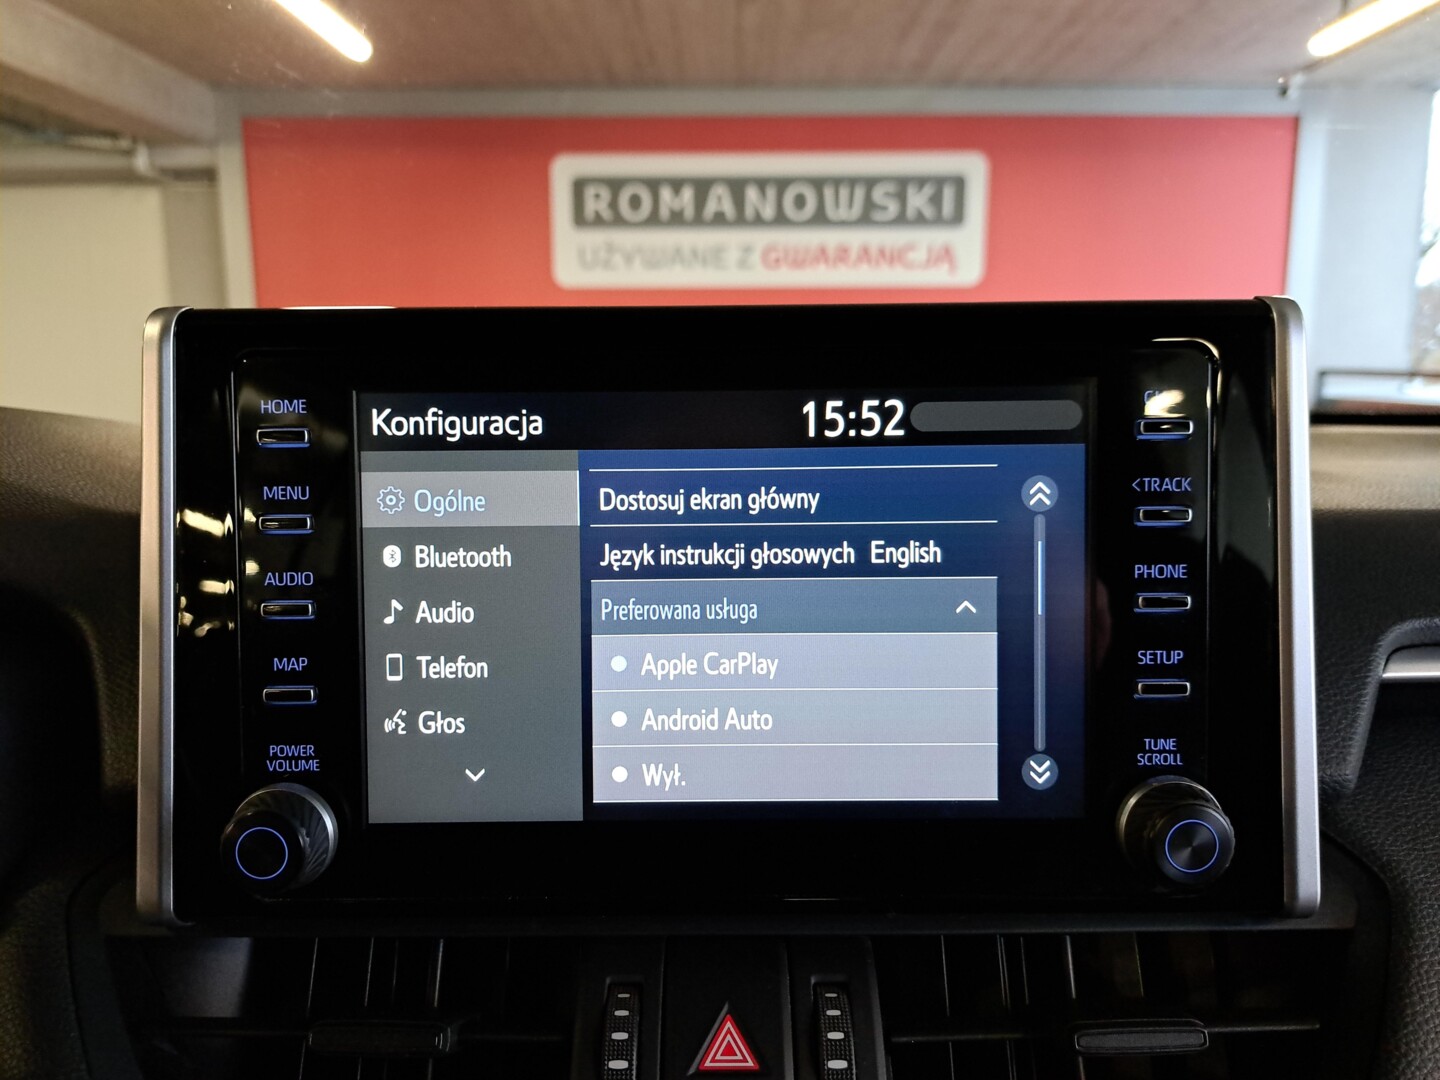 ROMANOWSKI
UŻYWANE Z GWARANCJĄ
HOME
MENU
AUDIO
MAP
POWER
VOLUME
Konfiguracja
15:52
Ogólne
Bluetooth
Audio
Telefon
Głos
Dostosuj ekran główny
Język instrukcji głosowych English
Preferowana usługa
Apple CarPlay
Android Auto
Wył.
<TRACK
PHONE
SETUP
TUNE
SCROLL